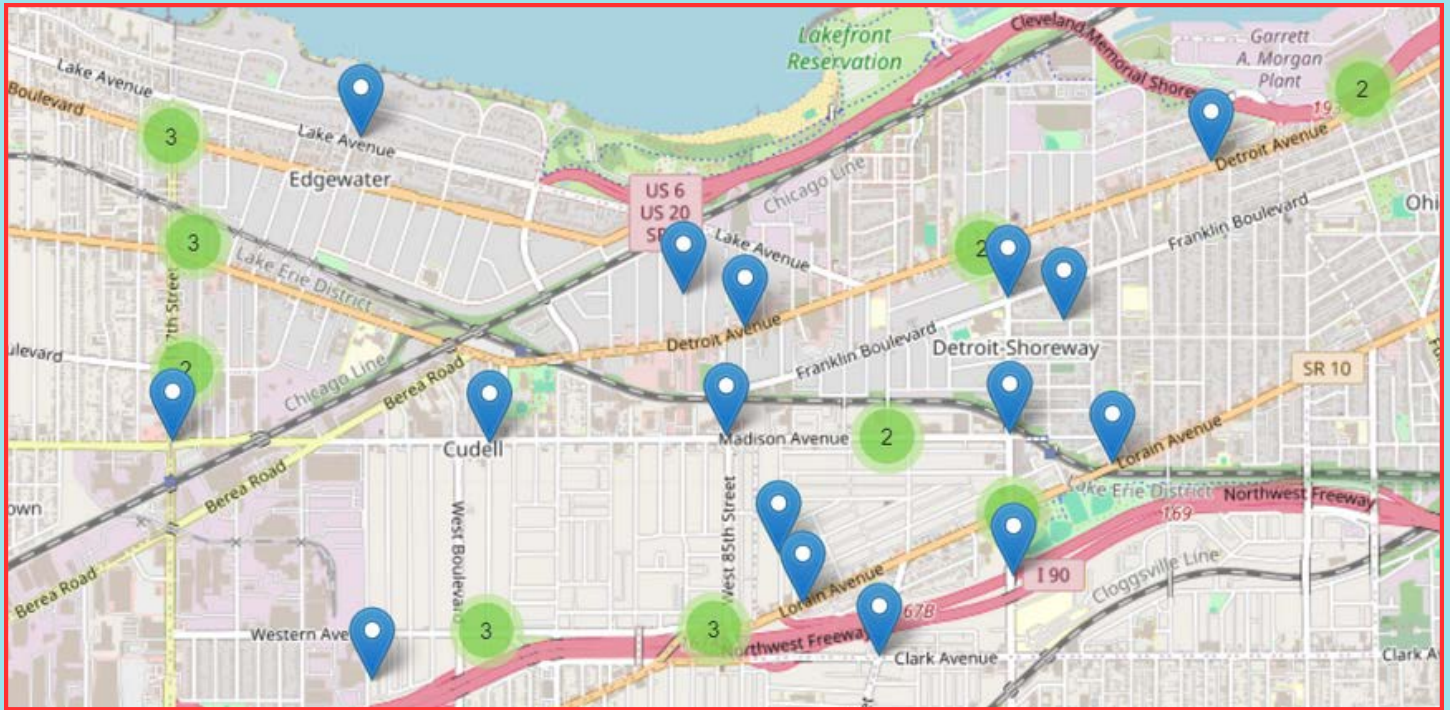 Lakefront
Reservation
Cleveland Memorial Shore
Garrett
A. Morgan
Plant
Lake Avenue
Boulevard
2
193
3
Lake Avenue
Detroit Avenue
Edgewater
Chicago Line
US 6
US 20
Ohi
Franklin Boulevard
3
Lake Avenue
2
Lake Erie District
7th Street
Detroit Avenue
Franklin Boulevard
Detroit-Shoreway
ulevard
2
Chicago Line
Berea Road
SR 10
Cudell
Madison Avenue
2
Lorain Avenue
Berea Road
own
Lake Erie District
Northwest Freeway
169
West Boulevard
West 85th Street
I 90
Cloggsville Line
Berea Road
Lorain Avenue
67B
Western Ave
3
3
Northwest Freeway
Clark Avenue
Clark A